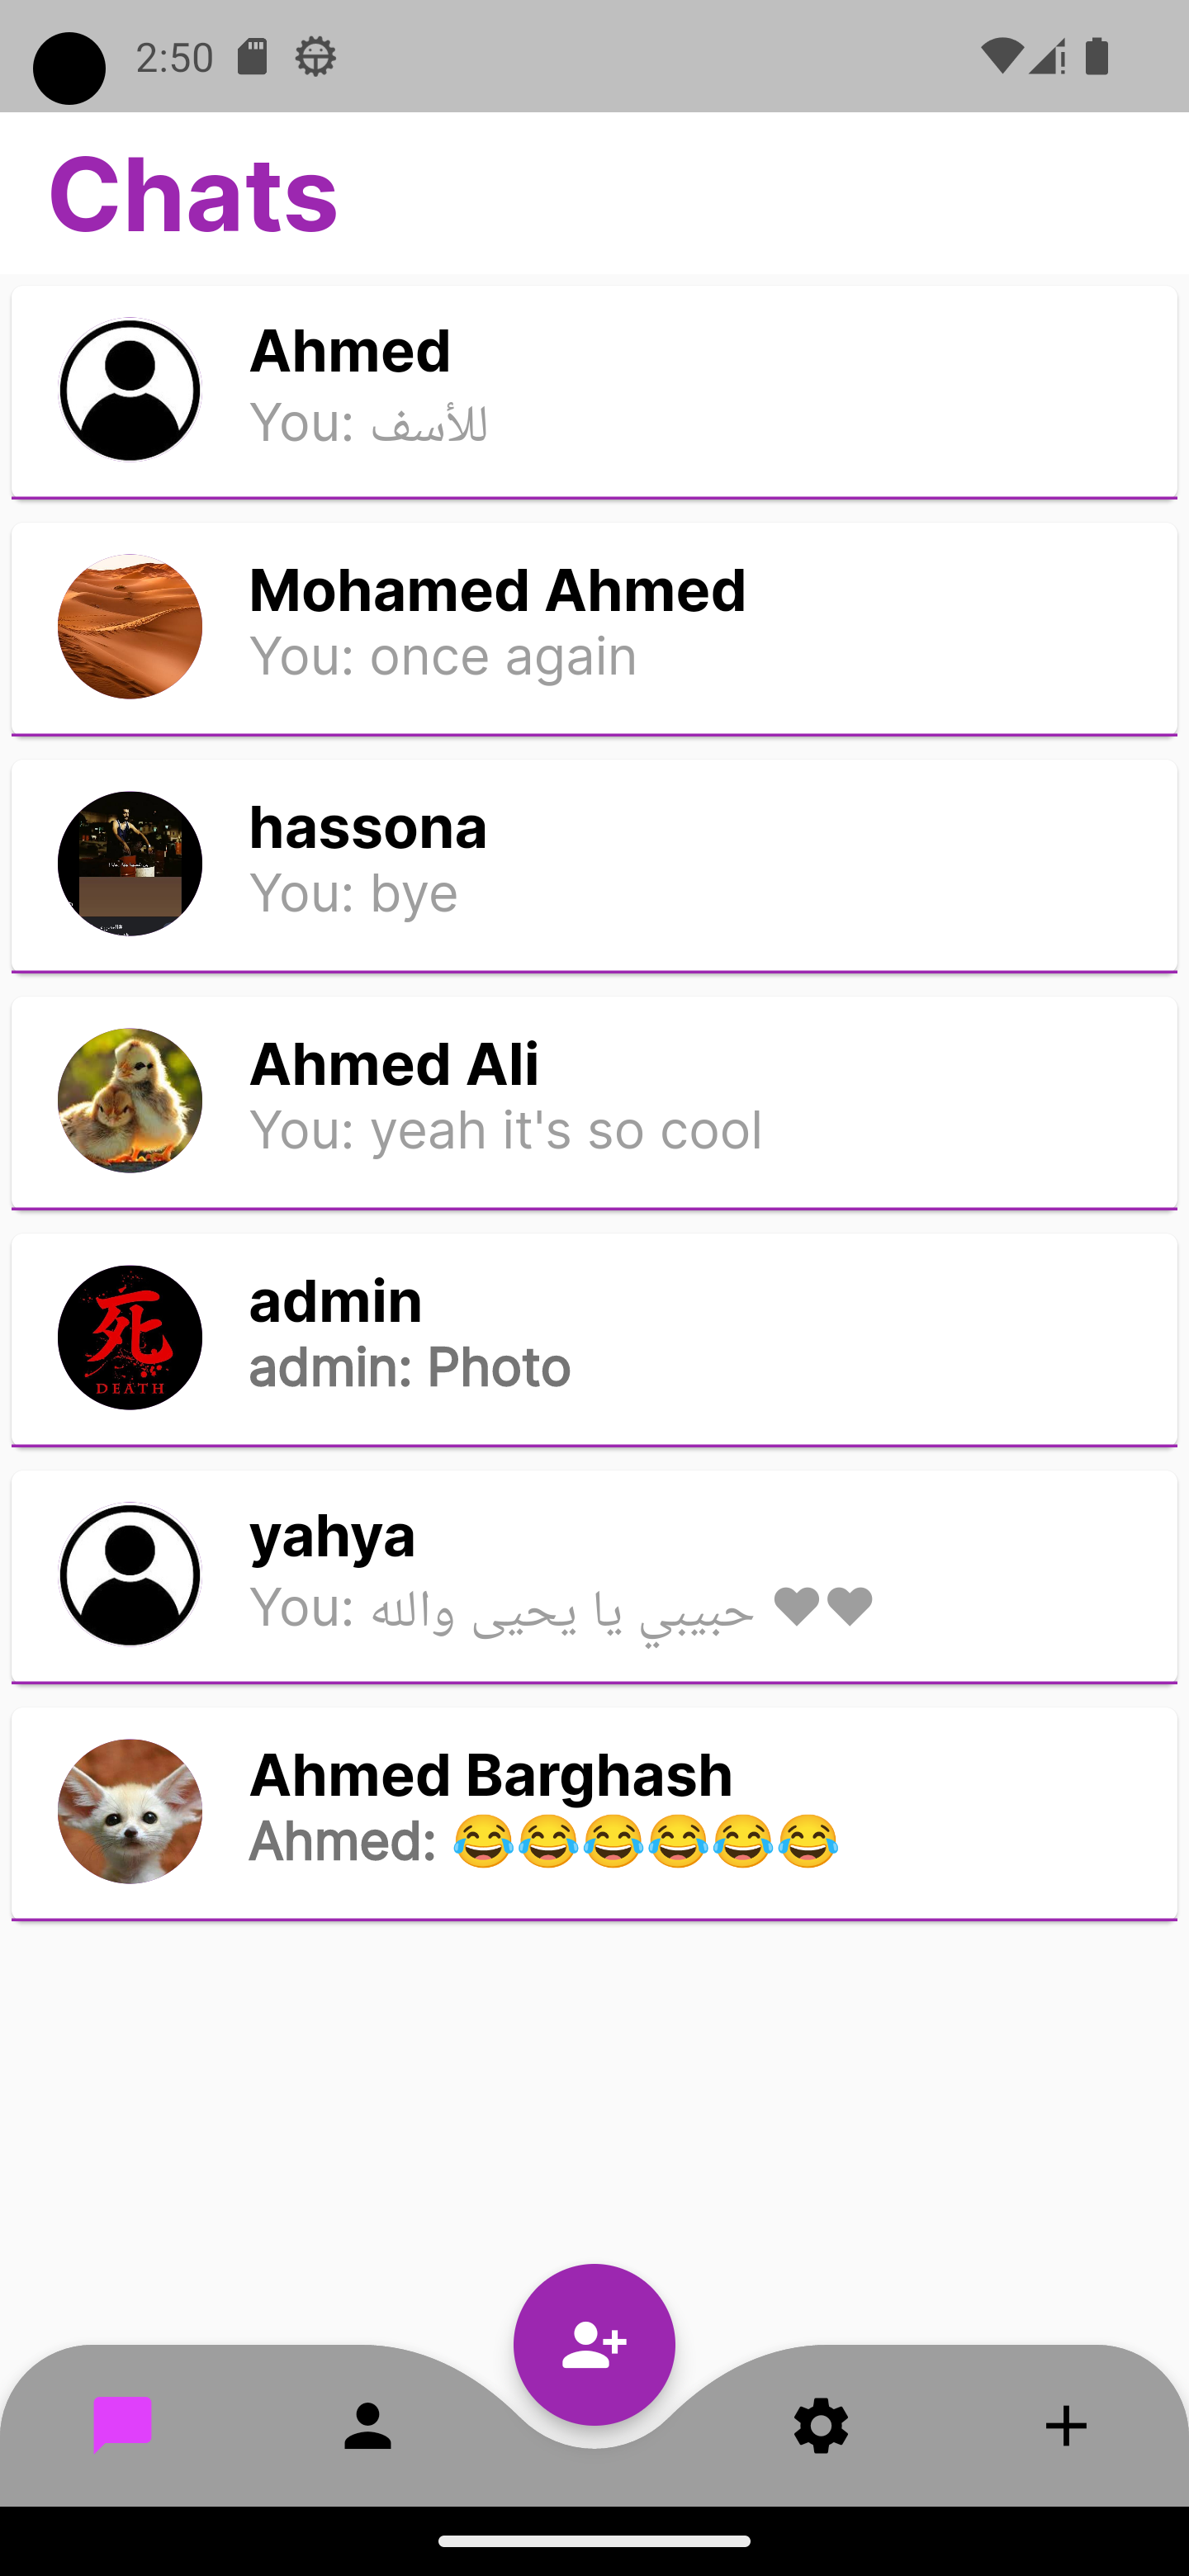 2:50
Chats
Ahmed
You: للأسف
Mohamed Ahmed
You: once again
hassona
You: bye
Ahmed Ali
You: yeah it's so cool
死
DEATH
admin
admin: Photo
yahya
You: حبيبي يا يحيى والله ♥♥
Ahmed Barghash
Ahmed: 😂😂😂😂😂😂